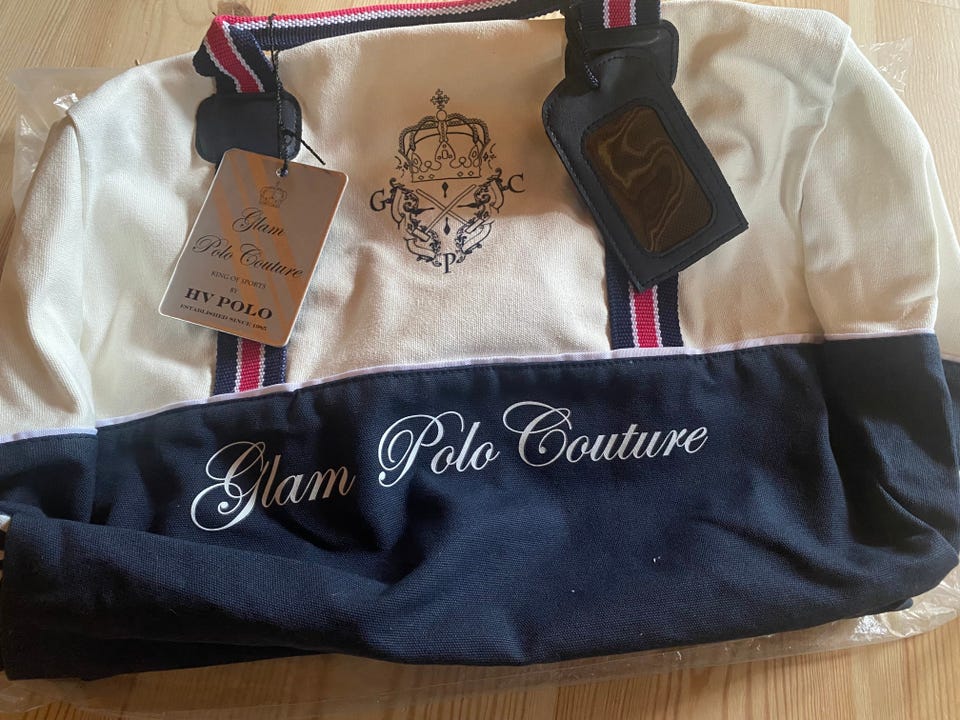 G C
P
Glam
Polo Couture
KING OF SPORTS
BY
HV POLO
ESTABLISHED SINCE 1985
Glam Polo Couture